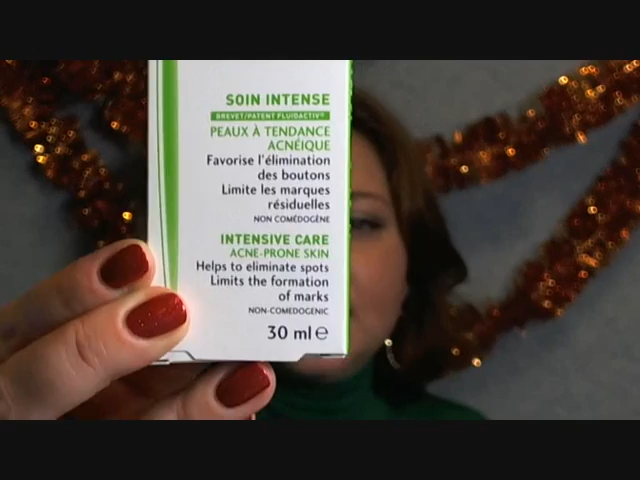 SOIN INTENSE
BREVET/PATENT FLUIDACTIV®
PEAUX À TENDANCE
ACNÉIQUE
Favorise l'élimination
des boutons
Limite les marques
résiduelles
NON COMÉDOGÈNE
INTENSIVE CARE
ACNE-PRONE SKIN
Helps to eliminate spots
Limits the formation
of marks
NON-COMEDOGENIC
30 ml e